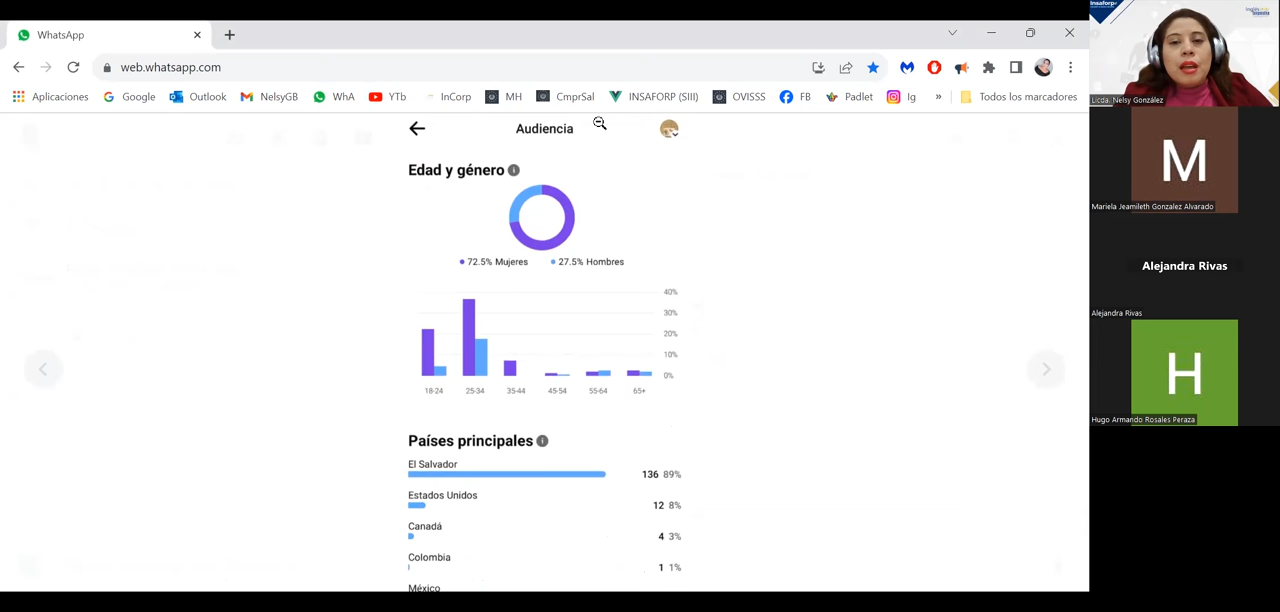 WhatsApp
web.whatsapp.com
Aplicaciones
Google
Outlook
NelsyGB
WhA
YTb
InCorp
MH
CmprSal
INSAFORP (SIII)
OVISSS
FB
Padlet
Ig
»
Todos los marcadores
Audiencia
Edad y género
72.5% Mujeres 27.5% Hombres
40%
30%
20%
10%
0%
18-24 25-34 35-44 45-54 55-64 65+
Países principales
El Salvador
136 89%
Estados Unidos
12 8%
Canadá
4 3%
Colombia
1 1%
México
Insaforp
Licda. Nelsy González
M
Mariela Jeamileth Gonzalez Alvarado
Alejandra Rivas
Alejandra Rivas
H
Hugo Armando Rosales Peraza